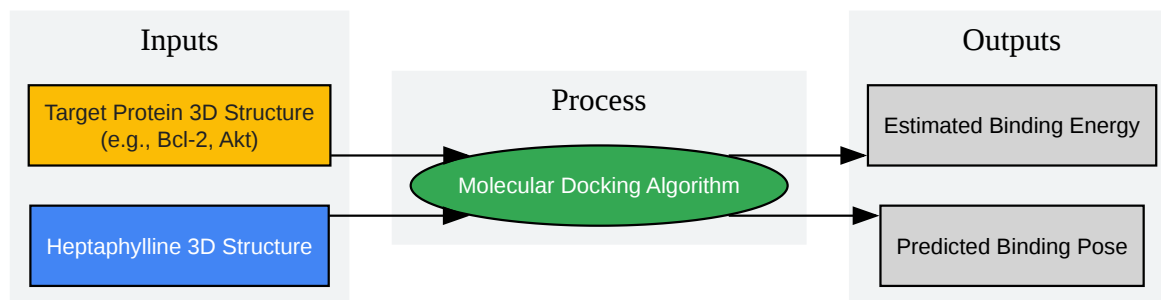 Inputs
Target Protein 3D Structure
(e.g., Bcl-2, Akt)
Heptaphylline 3D Structure
Process
Molecular Docking Algorithm
Outputs
Estimated Binding Energy
Predicted Binding Pose